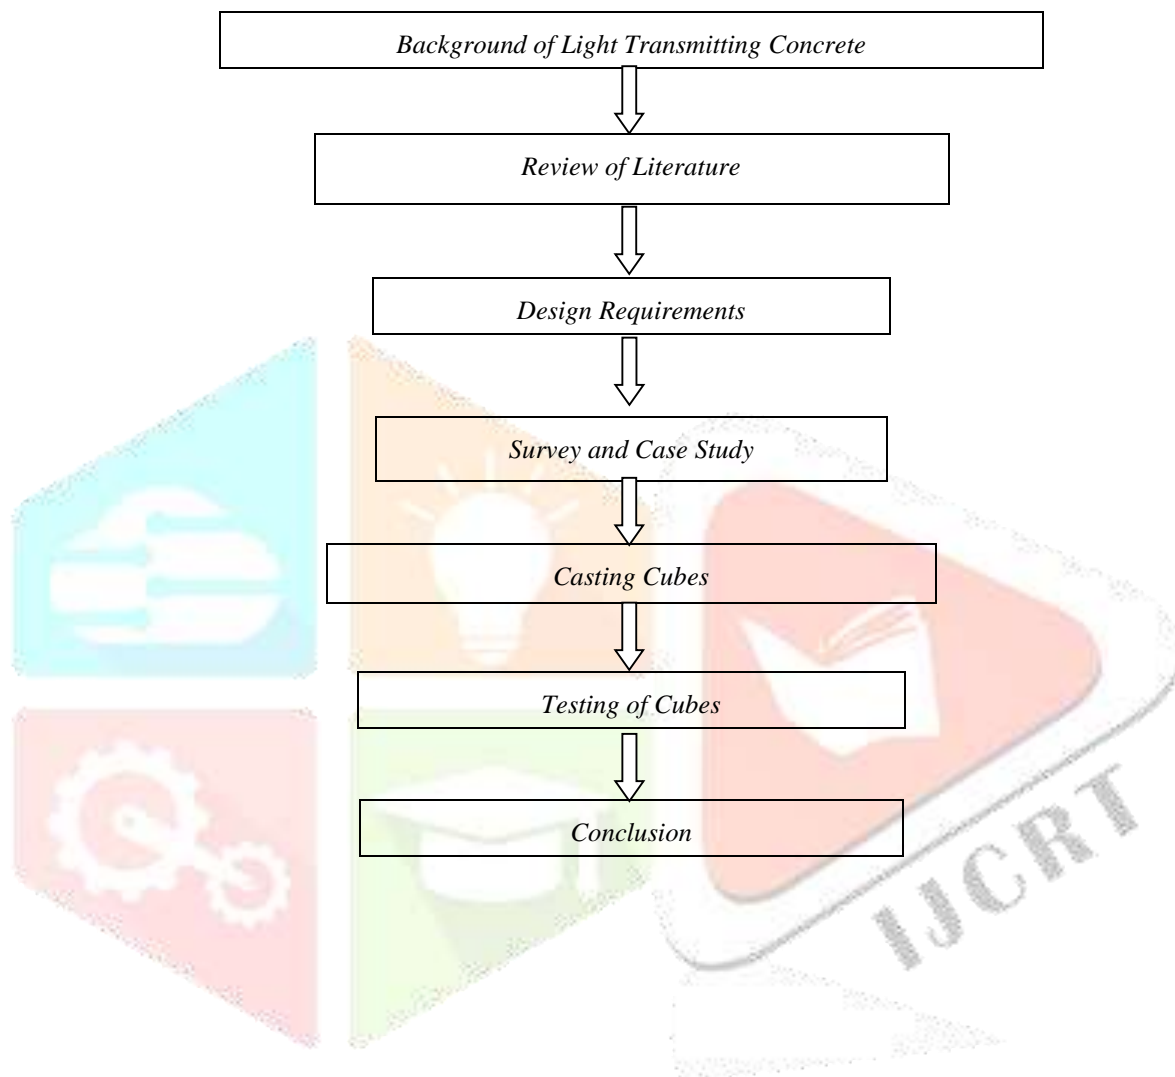 Background of Light Transmitting Concrete
Review of Literature
Design Requirements
Survey and Case Study
Casting Cubes
Testing of Cubes
Conclusion
IJCRT